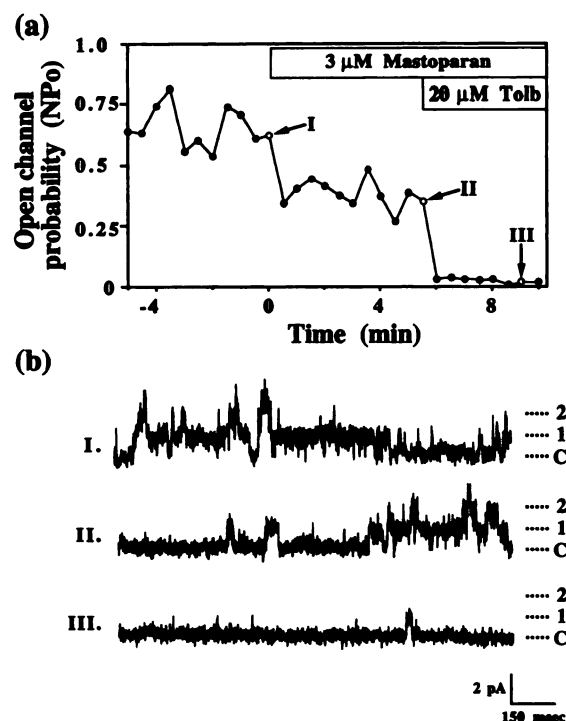 (a)
1.0
0.75
0.5
0.25
0
Open channel
probability (NPo)
3 μM Mastoparan
20 μM Tolb
I
II
III
-4
0
4
8
Time (min)
(b)
I.
2
1
C
II.
2
1
C
III.
2
1
C
2 pA
150 msec